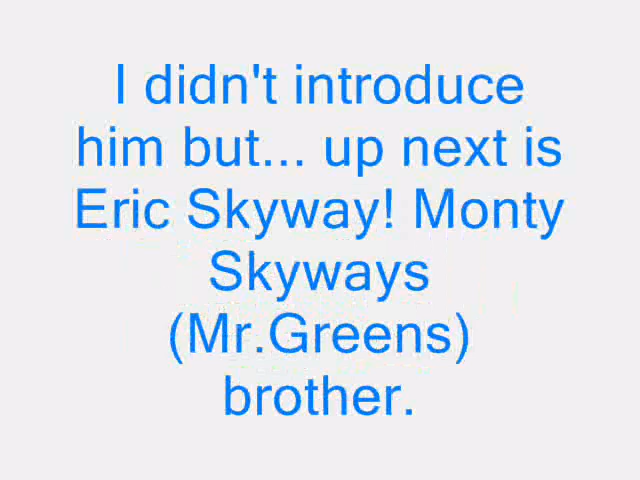 I didn't introduce
him but... up next is
Eric Skyway! Monty
Skyways
(Mr.Greens)
brother.